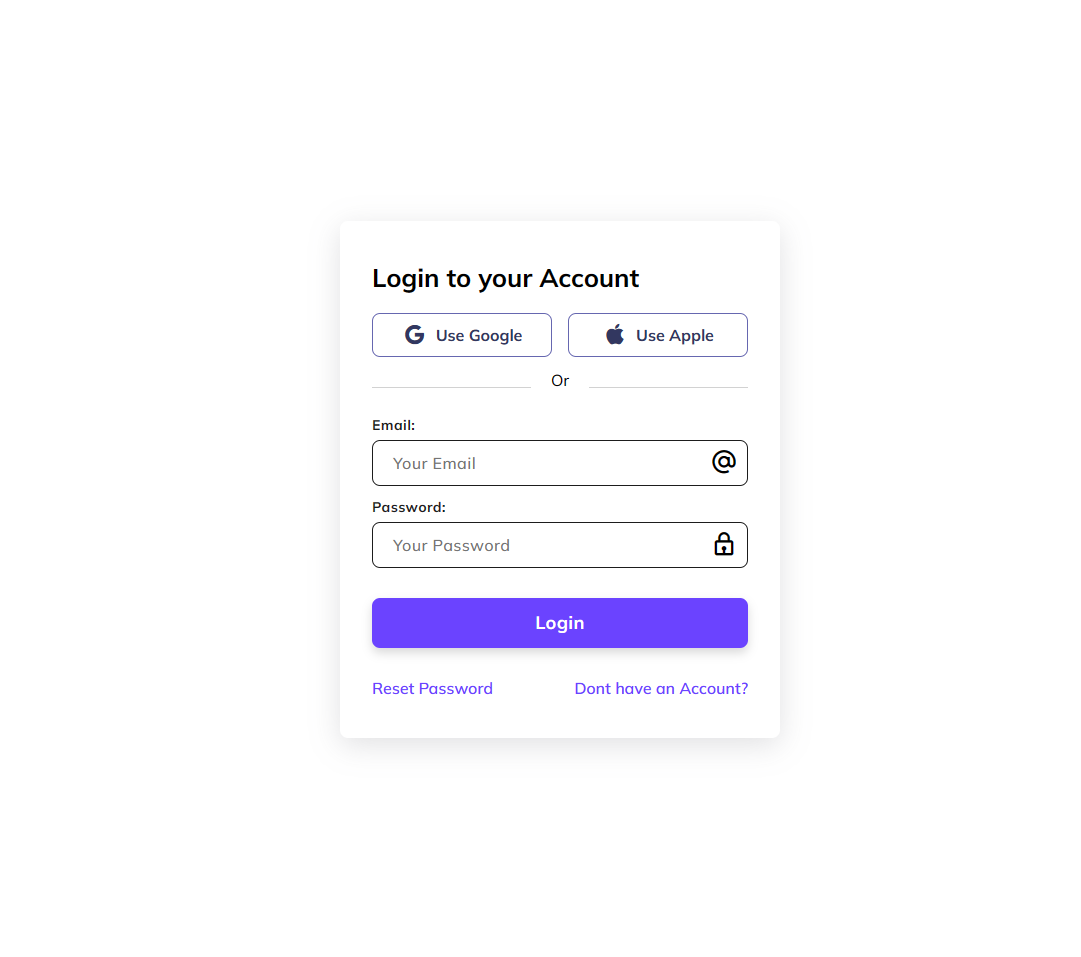 Login to your Account
Use Google Use Apple
Or
Email:
Your Email
Password:
Your Password
Login
Reset Password Dont have an Account?